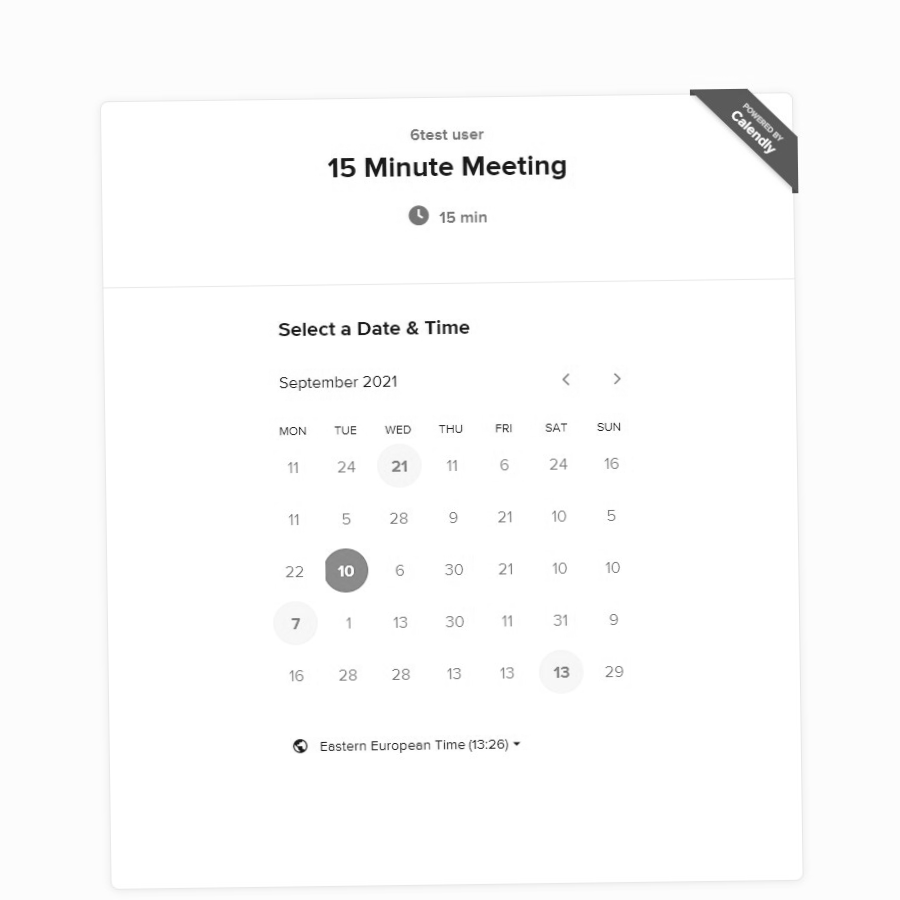 POWERED BY
Calendly
6test user
15 Minute Meeting
15 min
Select a Date & Time
September 2021
MON TUE WED THU FRI SAT SUN
11 24 21 11 6 24 16
11 5 28 9 21 10 5
22 10 6 30 21 10 10
7 1 13 30 11 31 9
16 28 28 13 13 13 29
Eastern European Time (13:26)